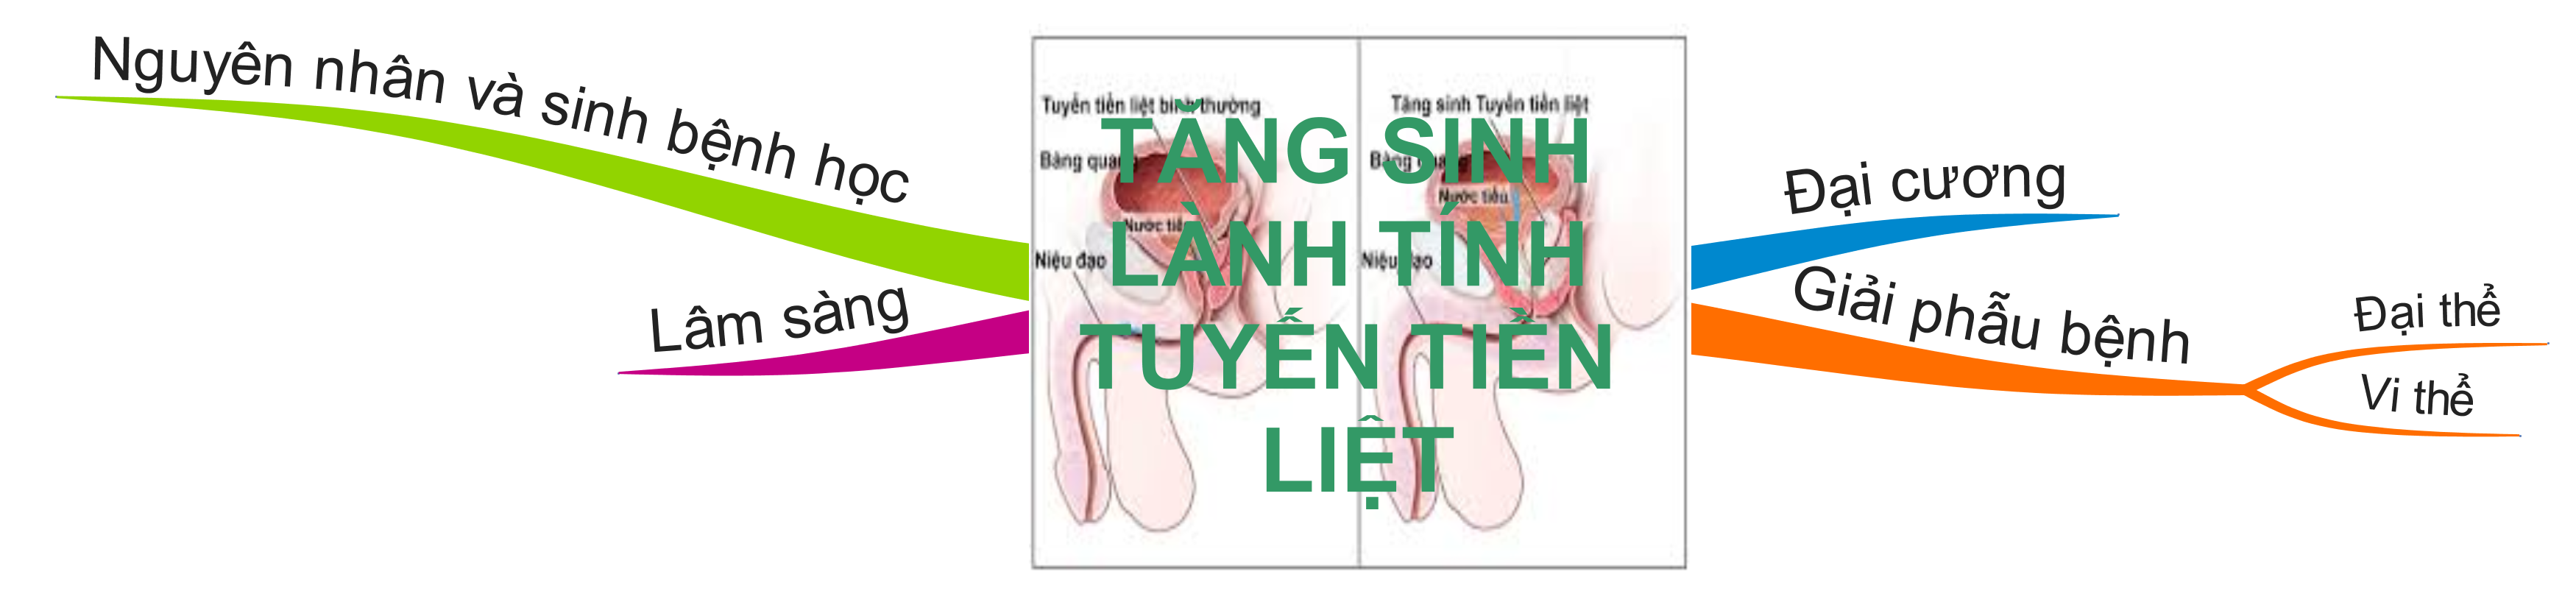 Nguyên nhân và sinh bệnh học
Lâm sàng
TĂNG SINH
LÀNH TÍNH
TUYẾN TIỀN
LIỆT
Tuyến tiền liệt bình thường
Bàng quang
Nước tiểu
Niệu đạo
Tăng sinh Tuyến tiền liệt
Bàng quang
Nước tiểu
Niệu đạo
Đại cương
Giải phẫu bệnh
Đại thể
Vi thể